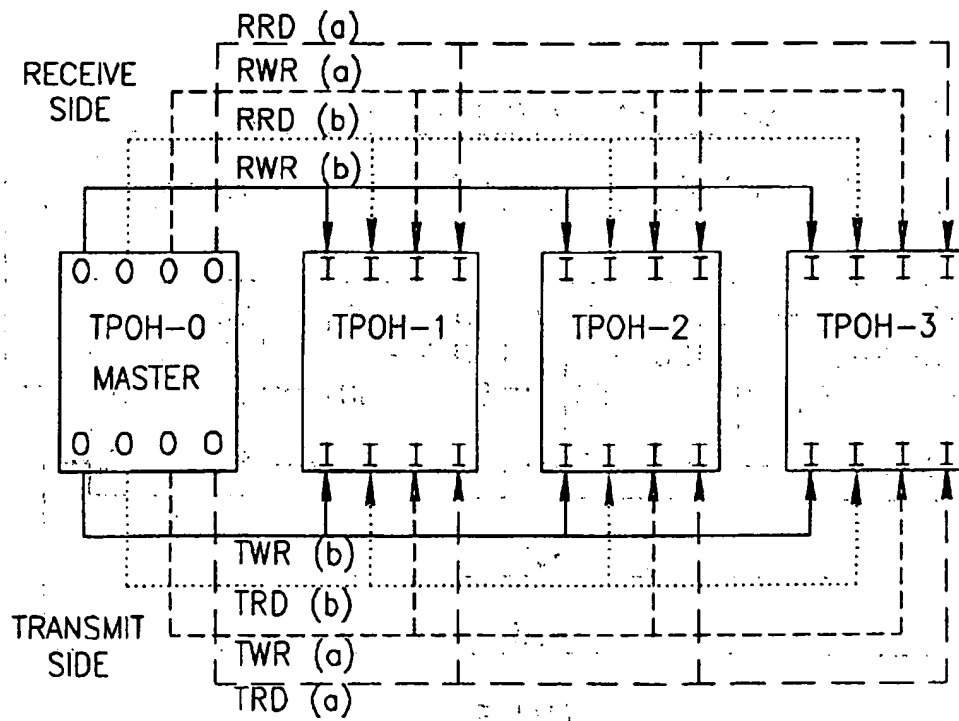 RRD (a)
RECEIVE
SIDE
RWR (a)
RRD (b)
RWR (b)
O O O O
I I I I
I I I I
I I I I
TPOH-0
MASTER
TPOH-1
TPOH-2
TPOH-3
O O O O
I I I I
I I I I
I I I I
TWR (b)
TRD (b)
TRANSMIT
SIDE
TWR (a)
TRD (a)